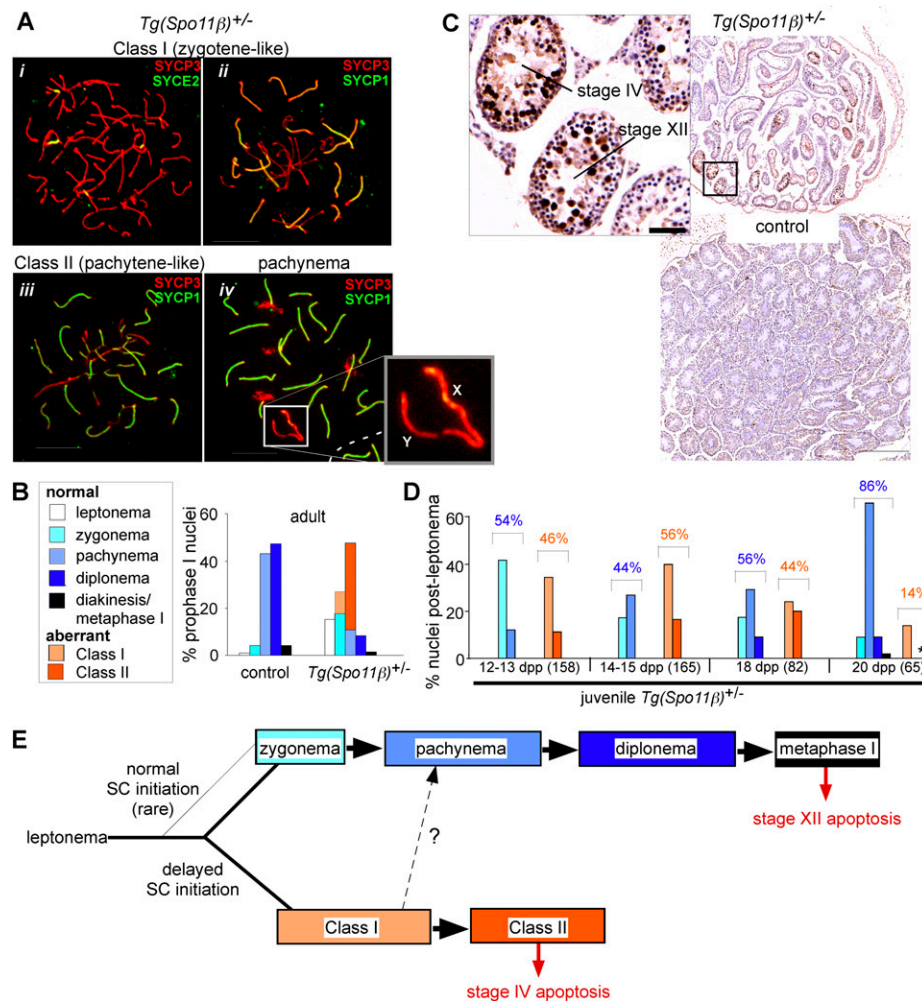 A
Tg(Spo11β)+/-
Class I (zygotene-like)
i
SYCP3
SYCE2
ii
SYCP3
SYCP1
Class II (pachytene-like)
pachynema
iii
SYCP3
SYCP1
iv
SYCP3
SYCP1
X
Y
C
Tg(Spo11β)+/-
stage IV
stage XII
control
B
normal
leptonema
zygonema
pachynema
diplonema
diakinesis/
metaphase I
aberrant
Class I
Class II
% prophase I nuclei
60
40
20
0
adult
control
Tg(Spo11β)+/-
D
% nuclei post-leptonema
60
40
20
0
54%
46%
44%
56%
56%
44%
86%
14%
*
12-13 dpp (158)
14-15 dpp (165)
18 dpp (82)
20 dpp (65)
juvenile Tg(Spo11β)+/-
E
zygonema
pachynema
diplonema
metaphase I
normal
SC initiation
(rare)
stage XII apoptosis
leptonema
?
delayed
SC initiation
Class I
Class II
stage IV apoptosis